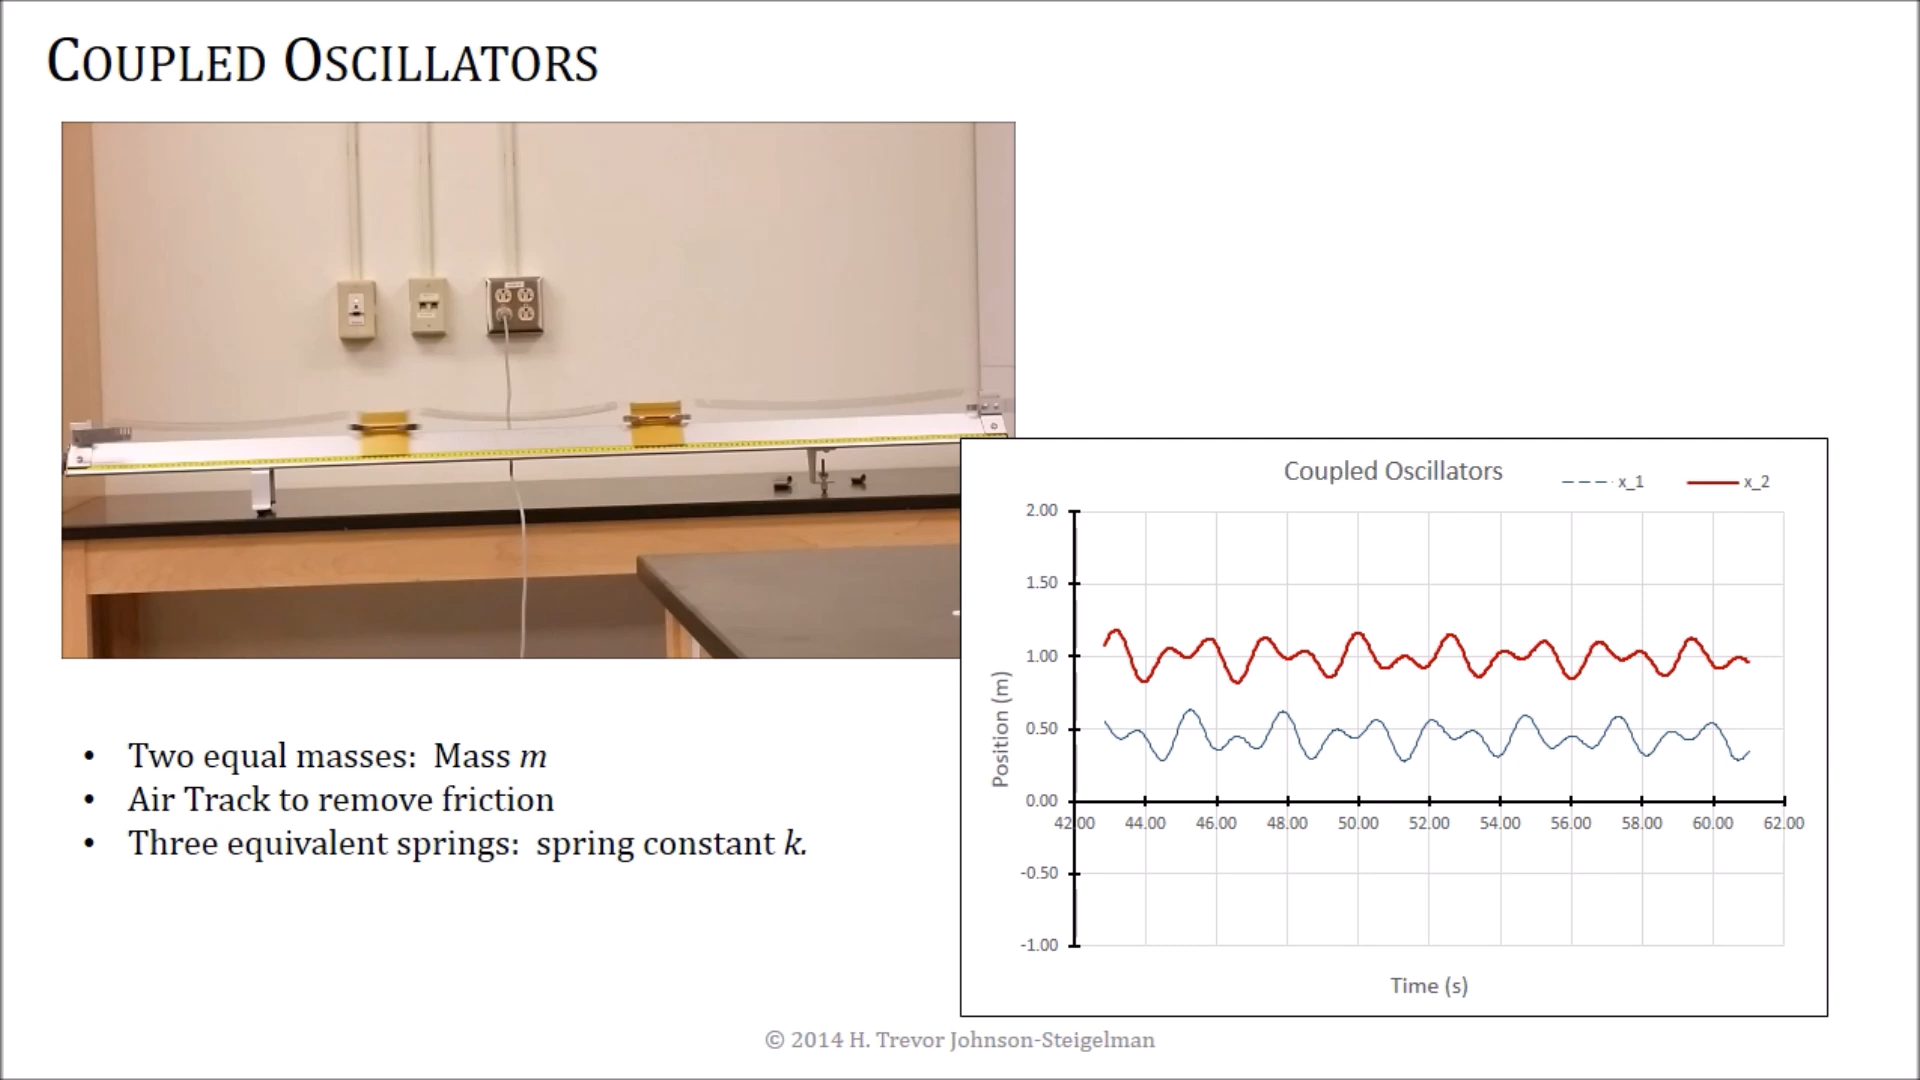 COUPLED OSCILLATORS
• Two equal masses: Mass m
• Air Track to remove friction
• Three equivalent springs: spring constant k.
Coupled Oscillators
x_1
x_2
2.00
1.50
1.00
0.50
0.00
-0.50
-1.00
Position (m)
42.00 44.00 46.00 48.00 50.00 52.00 54.00 56.00 58.00 60.00 62.00
Time (s)
© 2014 H. Trevor Johnson-Steigelman